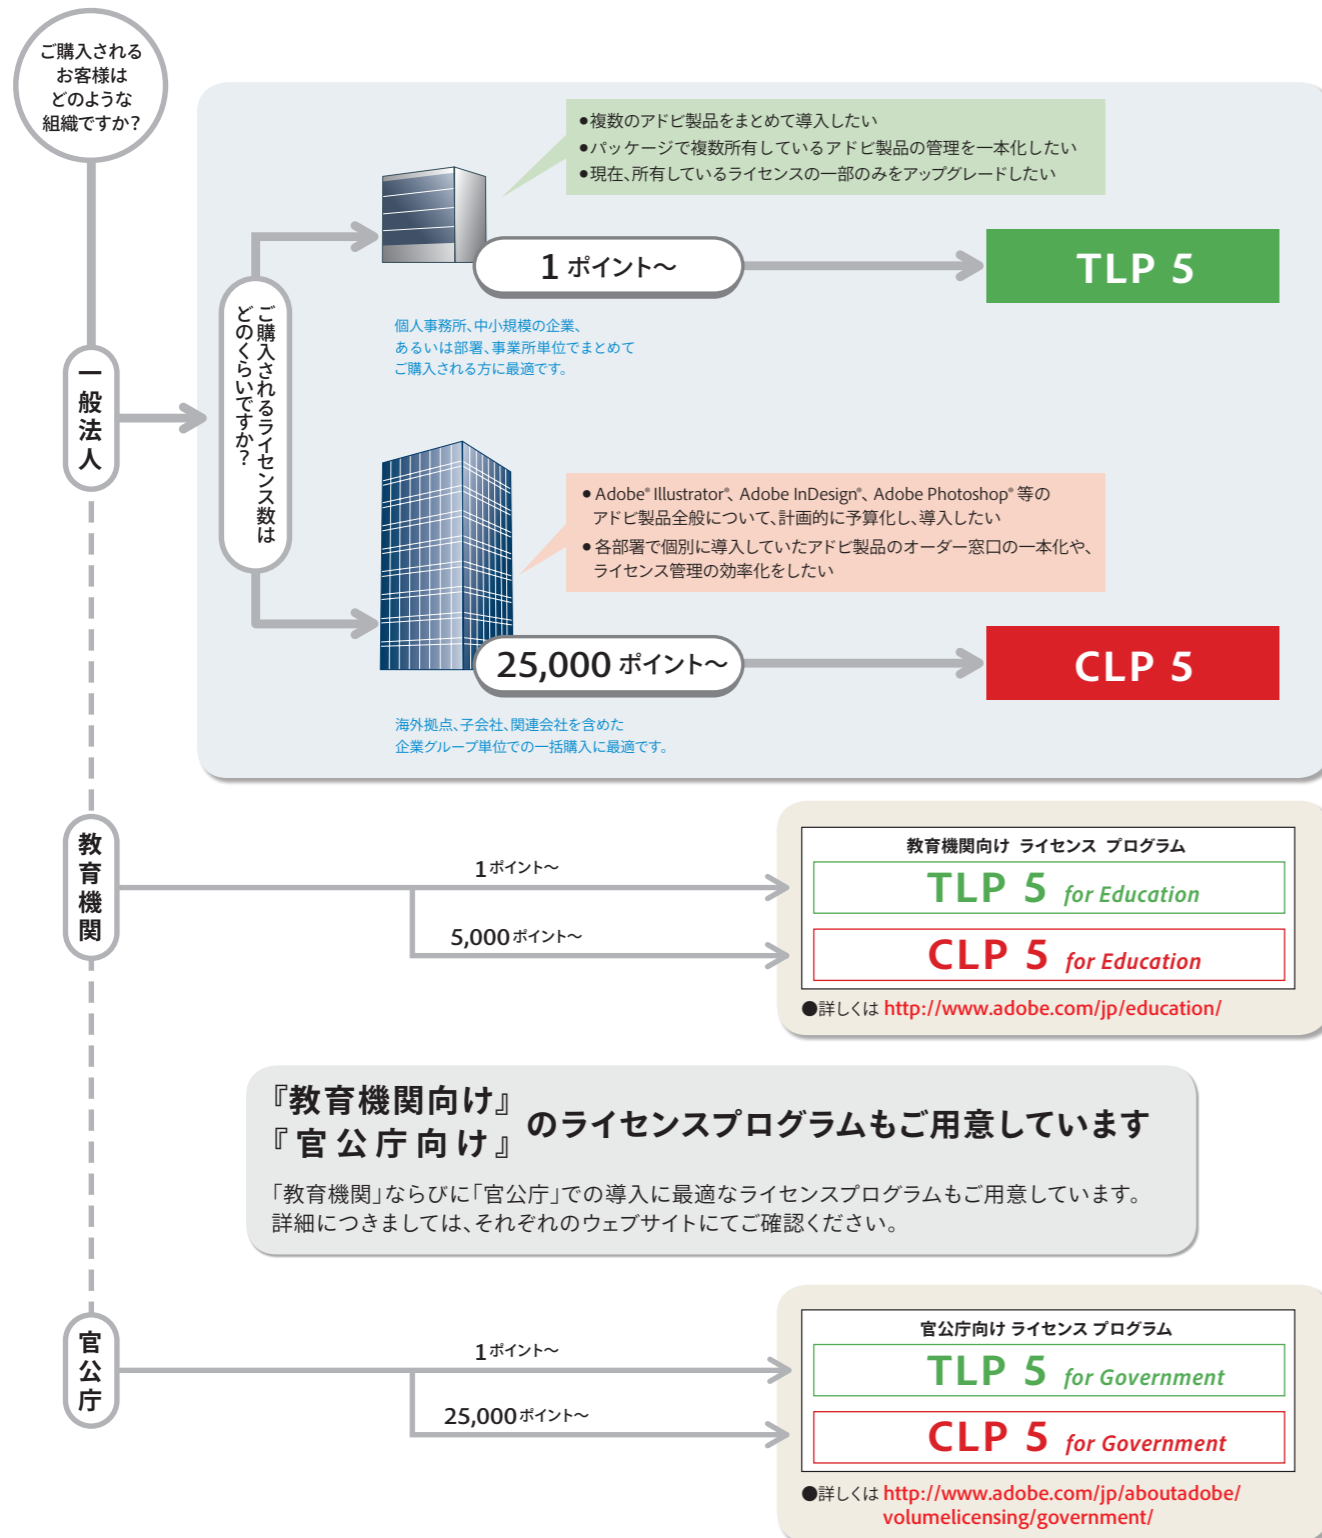 ご購入される
お客様は
どのような
組織ですか？
一般法人
ご購入されるライセンス数は
どのくらいですか？
●複数のアドビ製品をまとめて導入したい
●パッケージで複数所有しているアドビ製品の管理を一本化したい
●現在、所有しているライセンスの一部のみをアップグレードしたい
1 ポイント～
TLP 5
個人事務所、中小規模の企業、
あるいは部署、事業所単位でまとめて
ご購入される方に最適です。
● Adobe® Illustrator®、Adobe InDesign®、Adobe Photoshop® 等の
アドビ製品全般について、計画的に予算化し、導入したい
● 各部署で個別に導入していたアドビ製品のオーダー窓口の一本化や、
ライセンス管理の効率化をしたい
25,000 ポイント～
CLP 5
海外拠点、子会社、関連会社を含めた
企業グループ単位での一括購入に最適です。
教育機関
1ポイント～
5,000ポイント～
教育機関向け ライセンス プログラム
TLP 5 for Education
CLP 5 for Education
●詳しくは http://www.adobe.com/jp/education/
『教育機関向け』
『官公庁向け』
のライセンスプログラムもご用意しています
「教育機関」ならびに「官公庁」での導入に最適なライセンスプログラムもご用意しています。
詳細につきましては、それぞれのウェブサイトにてご確認ください。
官公庁
1ポイント～
25,000ポイント～
官公庁向け ライセンス プログラム
TLP 5 for Government
CLP 5 for Government
●詳しくは http://www.adobe.com/jp/aboutadobe/
volumelicensing/government/